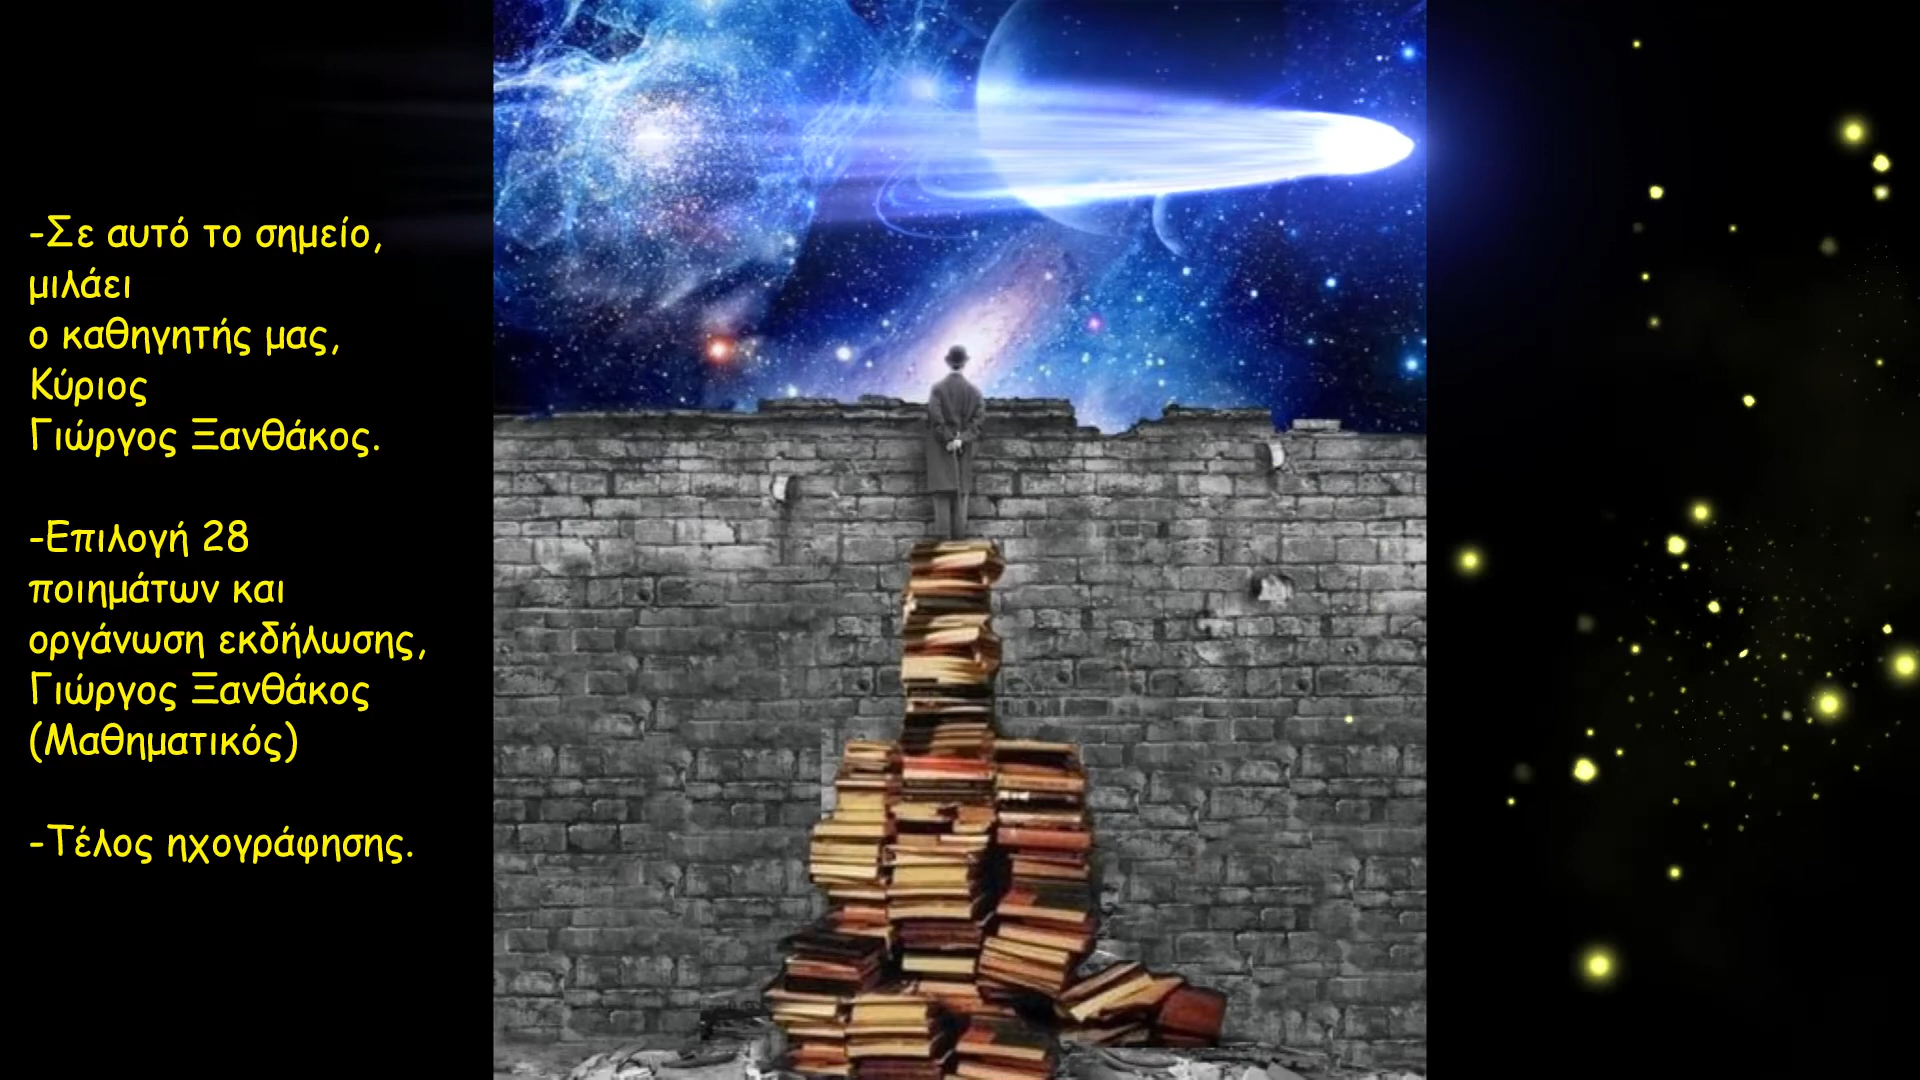 -Σε αυτό το σημείο,
μιλάει
ο καθηγητής μας,
Κύριος
Γιώργος Ξανθάκος.
-Επιλογή 28
ποιημάτων και
οργάνωση εκδήλωσης,
Γιώργος Ξανθάκος
(Μαθηματικός)
-Τέλος ηχογράφησης.